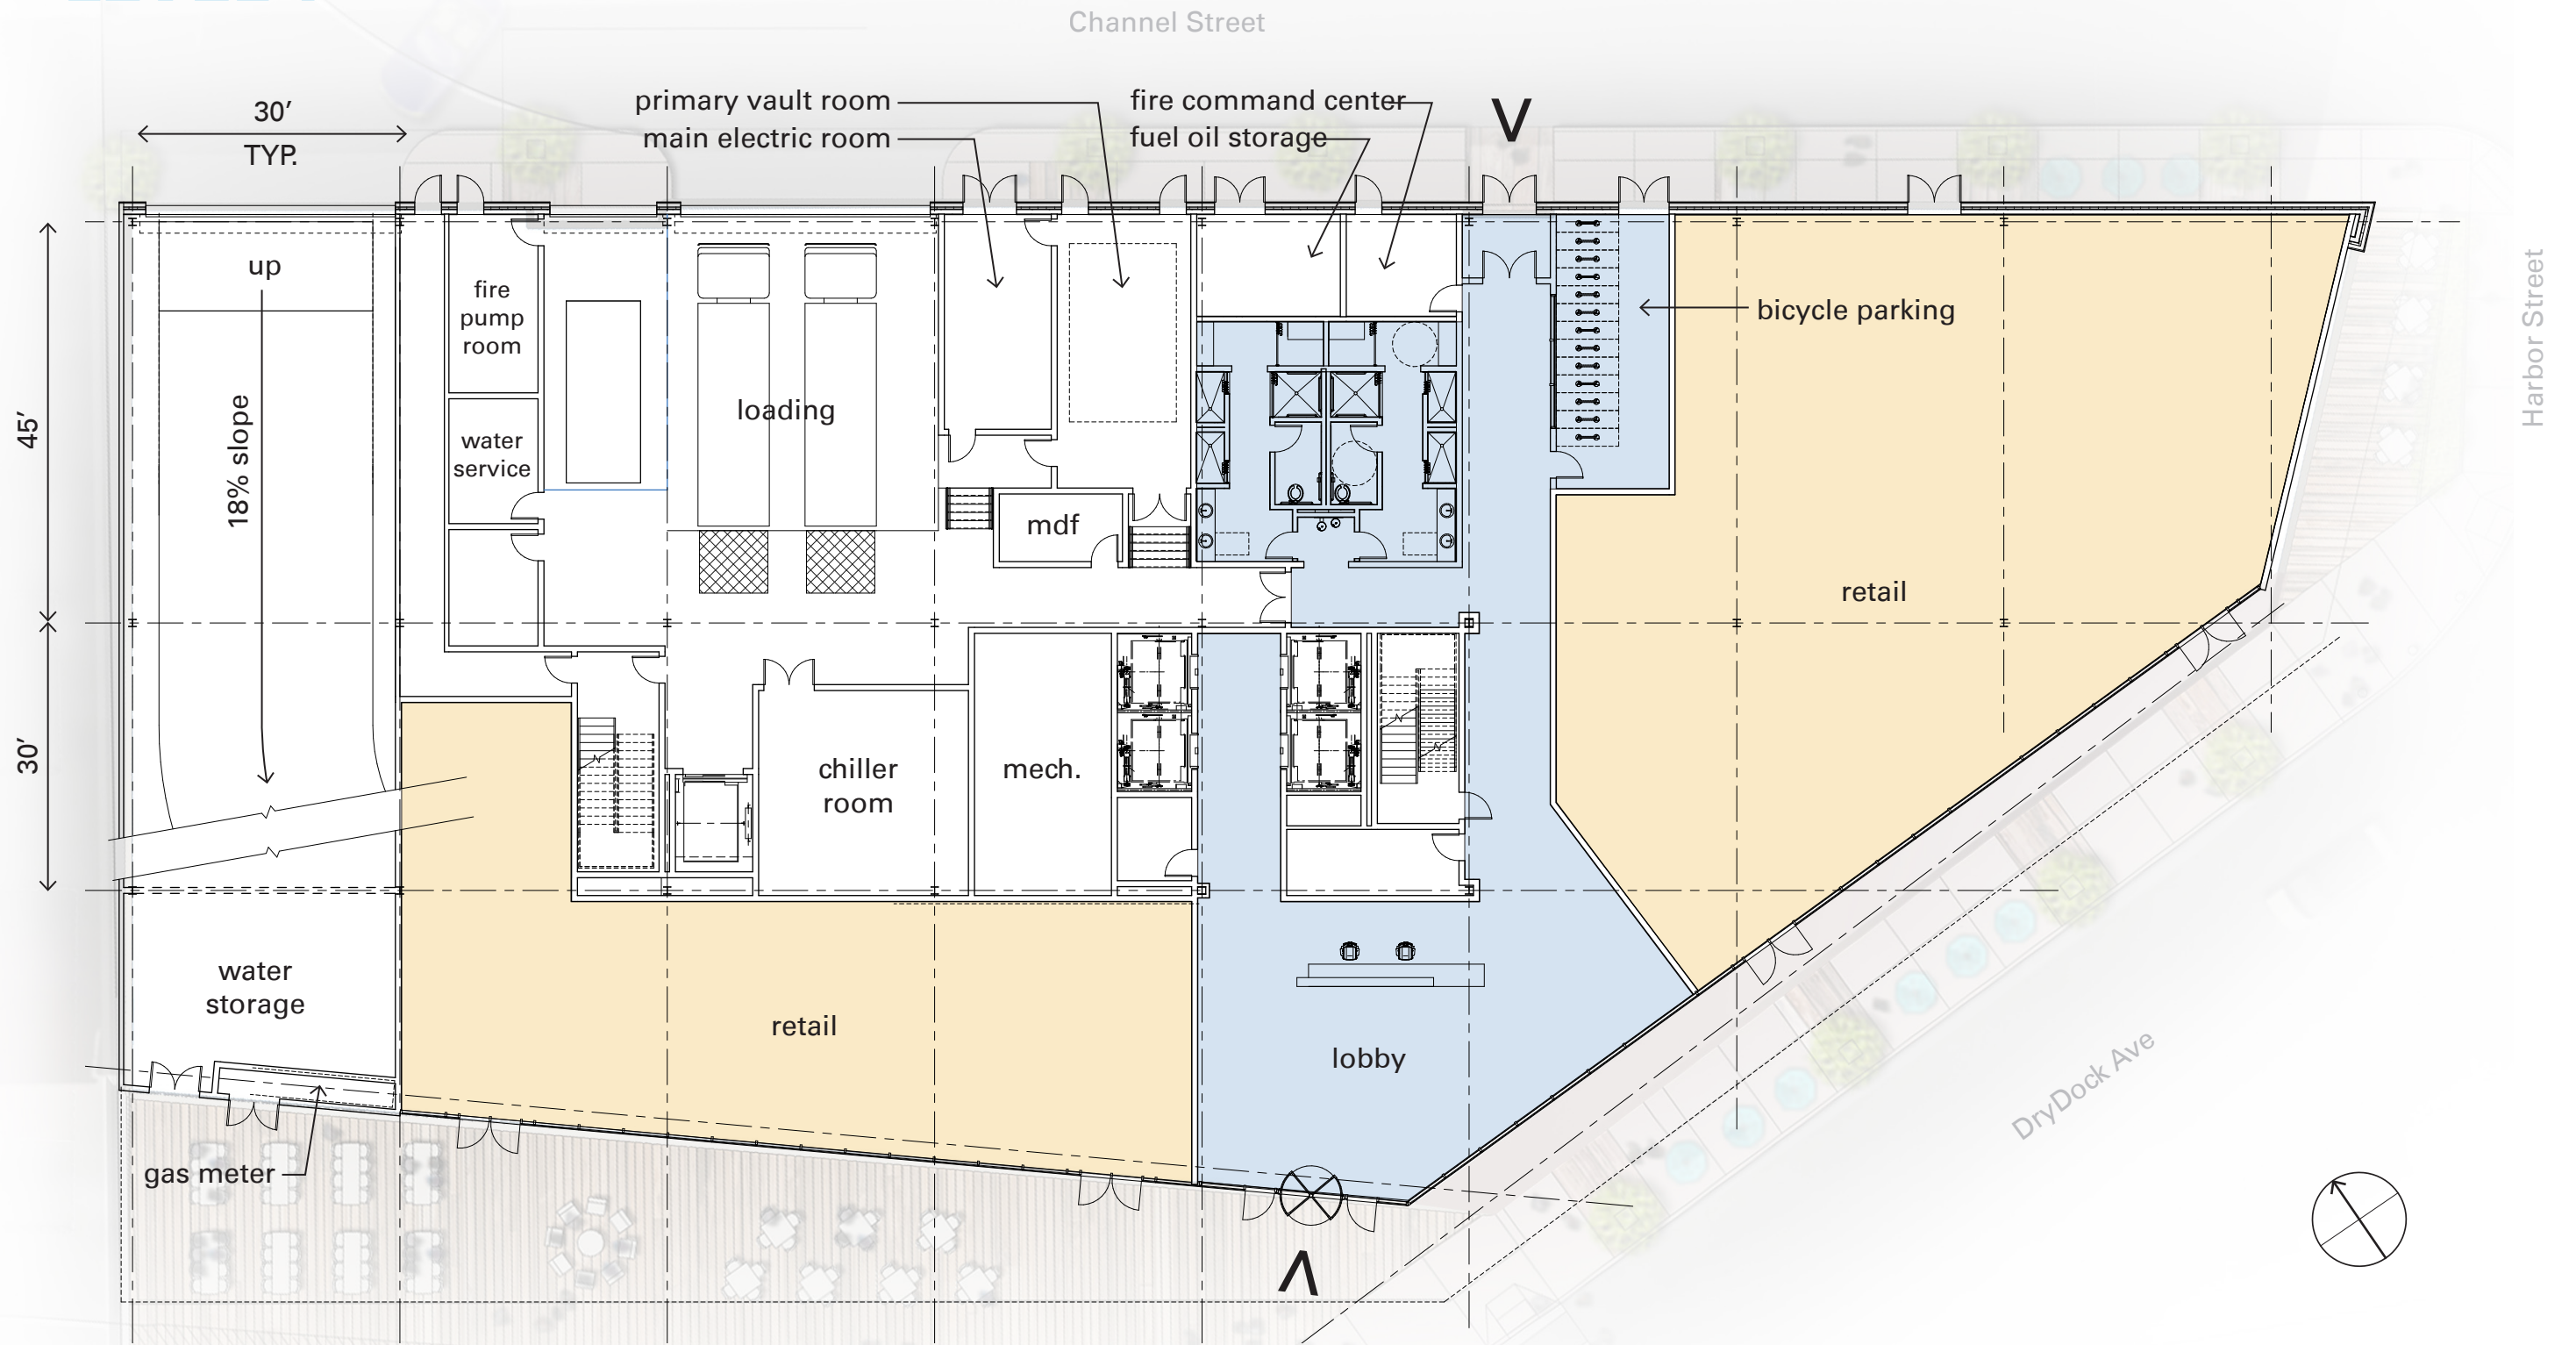 Channel Street
30’
TYP.
primary vault room
main electric room
fire command center
fuel oil storage
up
fire
pump
room
bicycle parking
Harbor Street
45’
18% slope
loading
water
service
mdf
retail
30’
chiller
room
mech.
water
storage
retail
lobby
DryDock Ave
gas meter